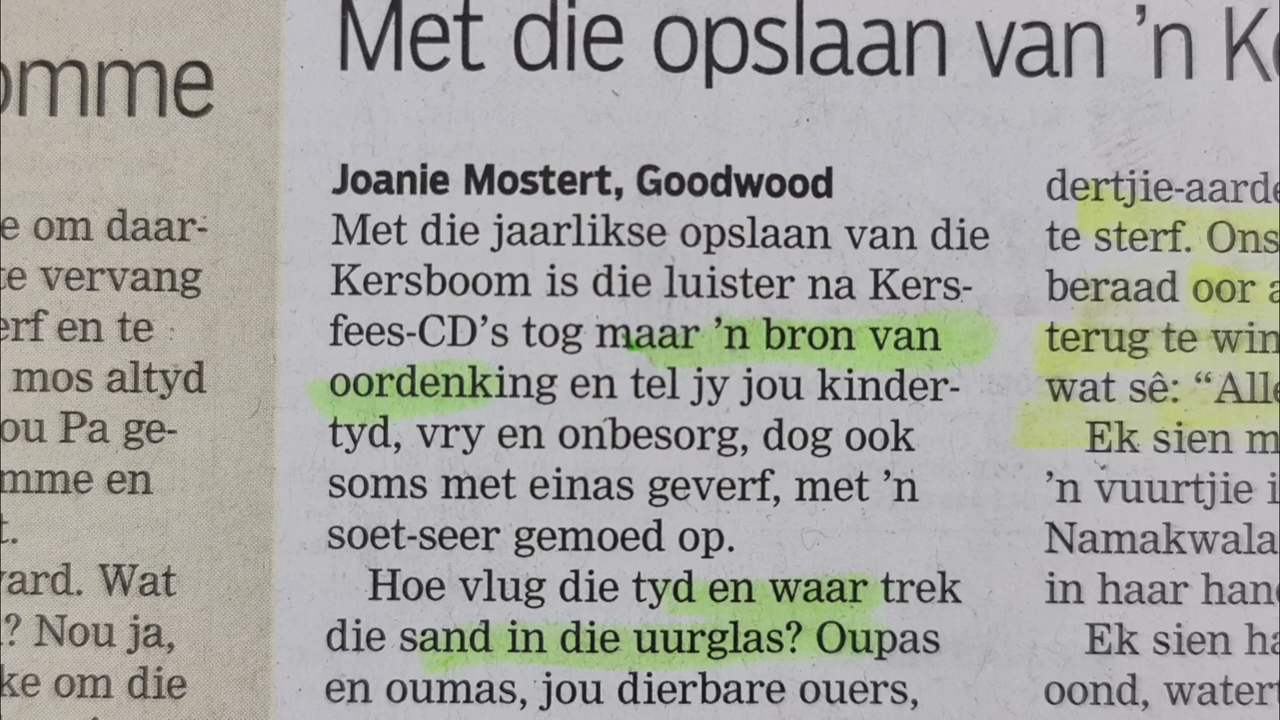 omme
e om daar-
te vervang
erf en te
mos altyd
ou Pa ge-
mme en
t.
ard. Wat
? Nou ja,
ke om die
Met die opslaan van ’n K
Joanie Mostert, Goodwood
Met die jaarlikse opslaan van die
Kersboom is die luister na Kers-
fees-CD’s tog maar ’n bron van
oordenking en tel jy jou kinder-
tyd, vry en onbesorg, dog ook
soms met einas geverf, met ’n
soet-seer gemoed op.
Hoe vlug die tyd en waar trek
die sand in die uurglas? Oupas
en oumas, jou dierbare ouers,
dertjie-aarde
te sterf. Ons
beraad oor a
terug te win
wat sê: “Alle
Ek sien m
’n vuurtjie i
Namakwala
in haar han
Ek sien ha
oond, water